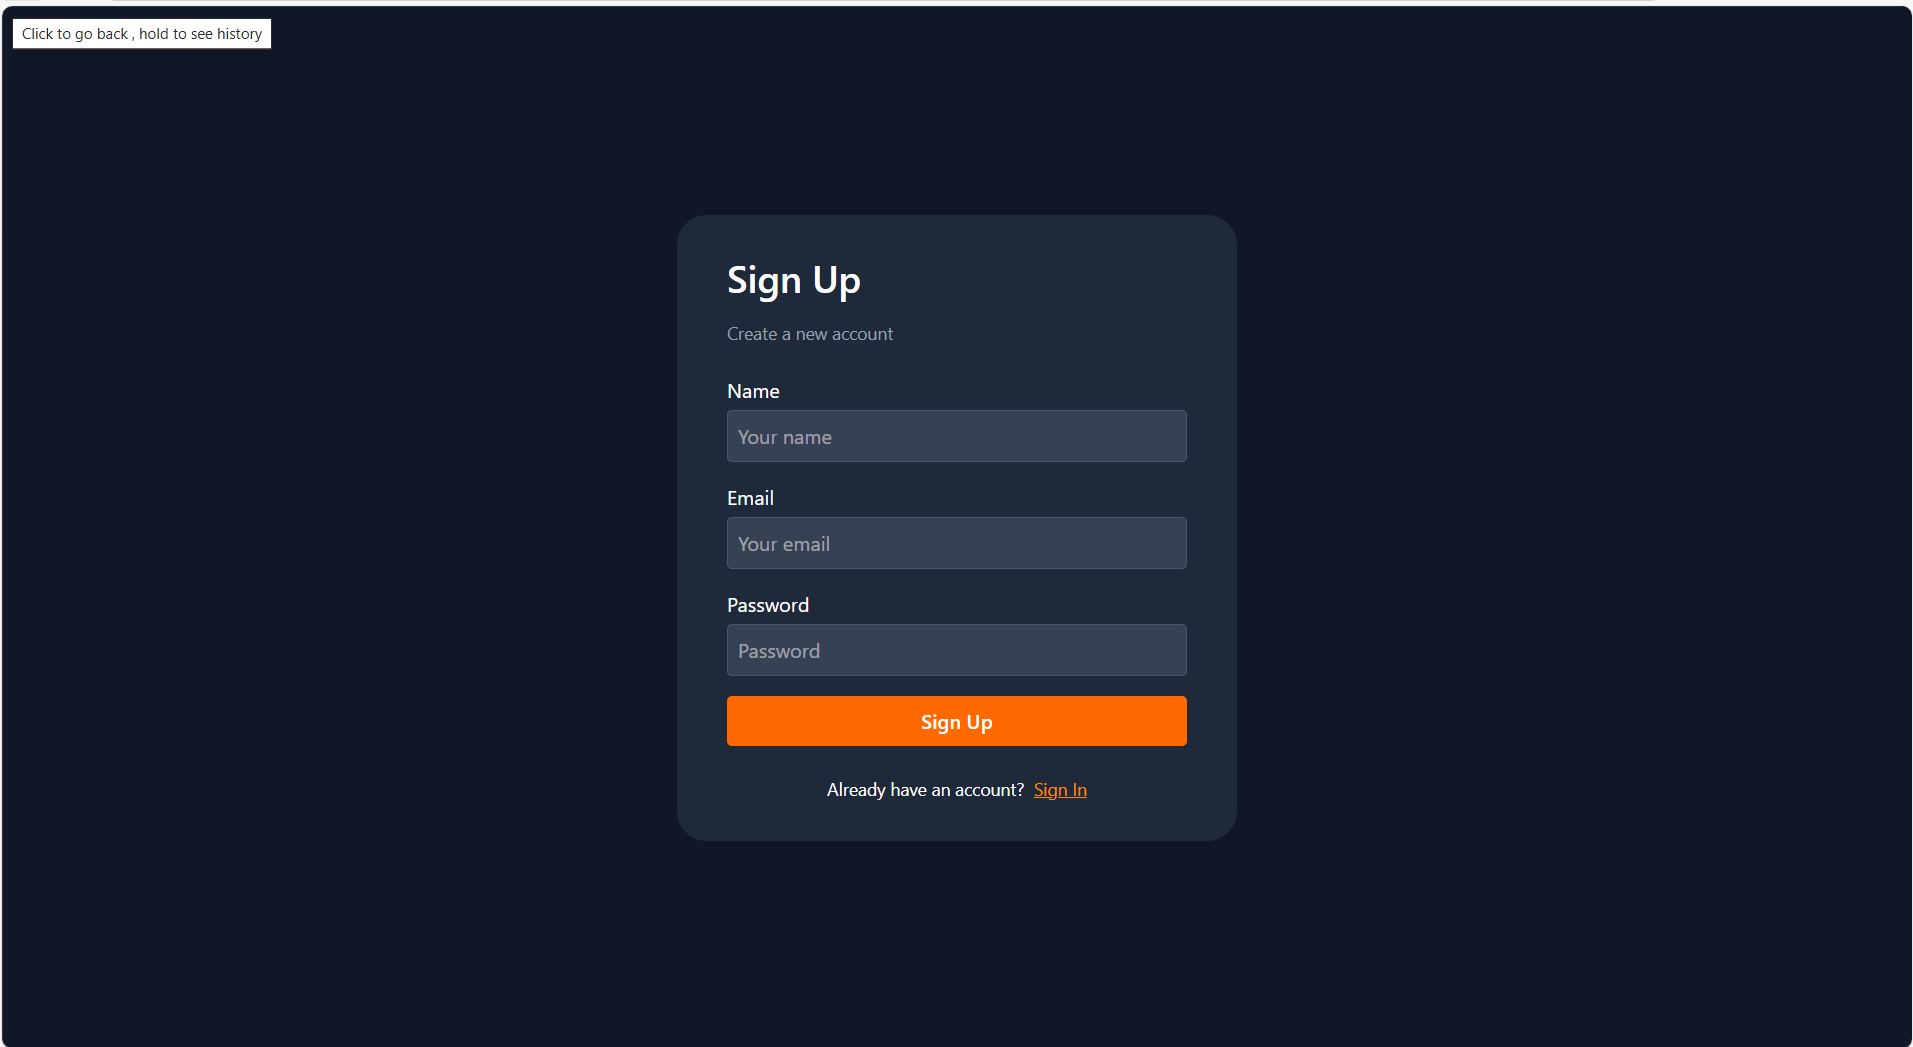 Click to go back , hold to see history
Sign Up
Create a new account
Name
Your name
Email
Your email
Password
Password
Sign Up
Already have an account? Sign In